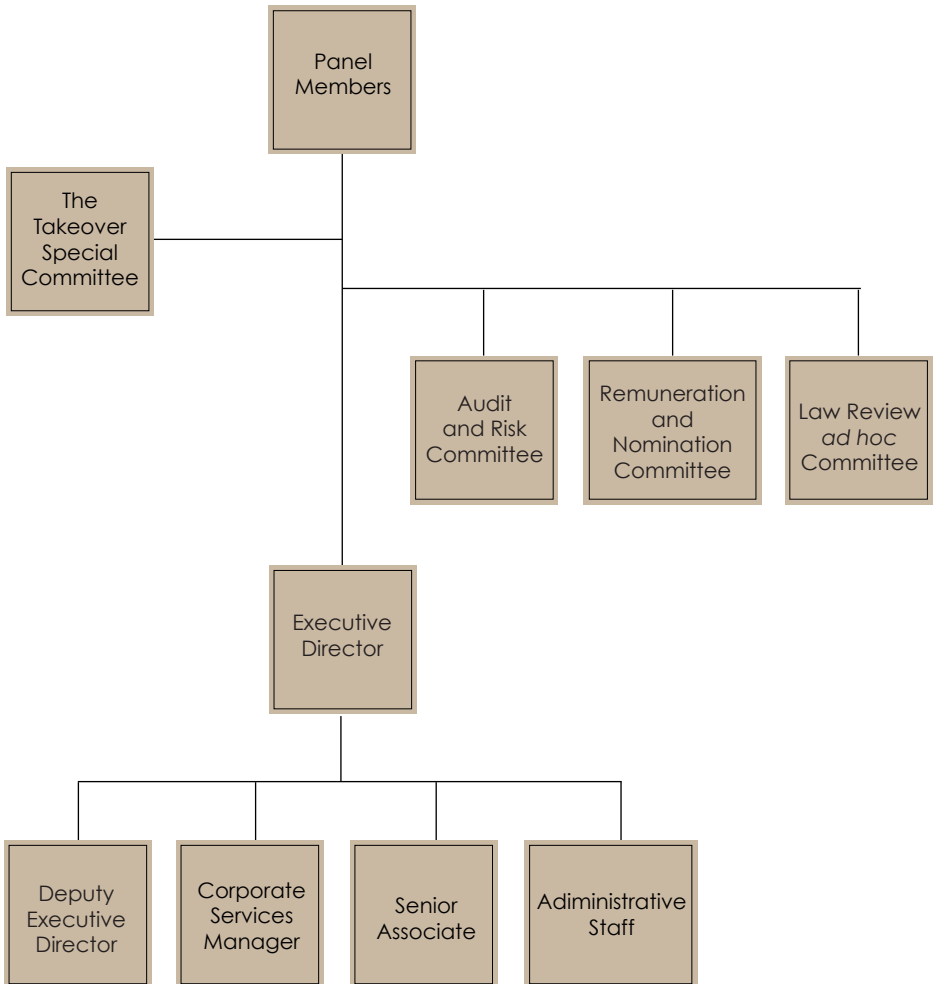 Panel
Members
The
Takeover
Special
Committee
Audit
and Risk
Committee
Remuneration
and
Nomination
Committee
Law Review
ad hoc
Committee
Executive
Director
Deputy
Executive
Director
Corporate
Services
Manager
Senior
Associate
Adiministrative
Staff